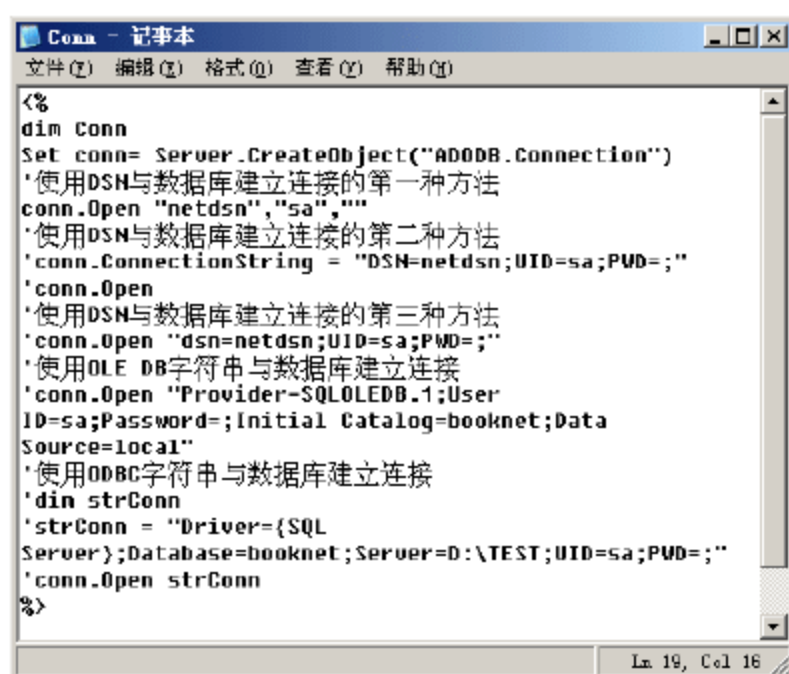 Conn - 记事本
文件(F) 编辑(E) 格式(O) 查看(V) 帮助(H)
<%
dim Conn
Set conn= Server.CreateObject("ADODB.Connection")
'使用DSN与数据库建立连接的第一种方法
conn.Open "netdsn","sa",""
'使用DSN与数据库建立连接的第二种方法
'conn.ConnectionString = "DSN=netdsn;UID=sa;PWD=;"
'conn.Open
'使用DSN与数据库建立连接的第三种方法
'conn.Open "dsn=netdsn;UID=sa;PWD=;"
'使用OLE DB字符串与数据库建立连接
'conn.Open "Provider-SQLOLEDB.1;User
ID=sa;Password=;Initial Catalog=booknet;Data
Source=local"
'使用ODBC字符串与数据库建立连接
'din strConn
'strConn = "Driver={SQL
Server};Database=booknet;Server=D:\TEST;UID=sa;PWD=;"
'conn.Open strConn
%>
Ln 19, Col 16